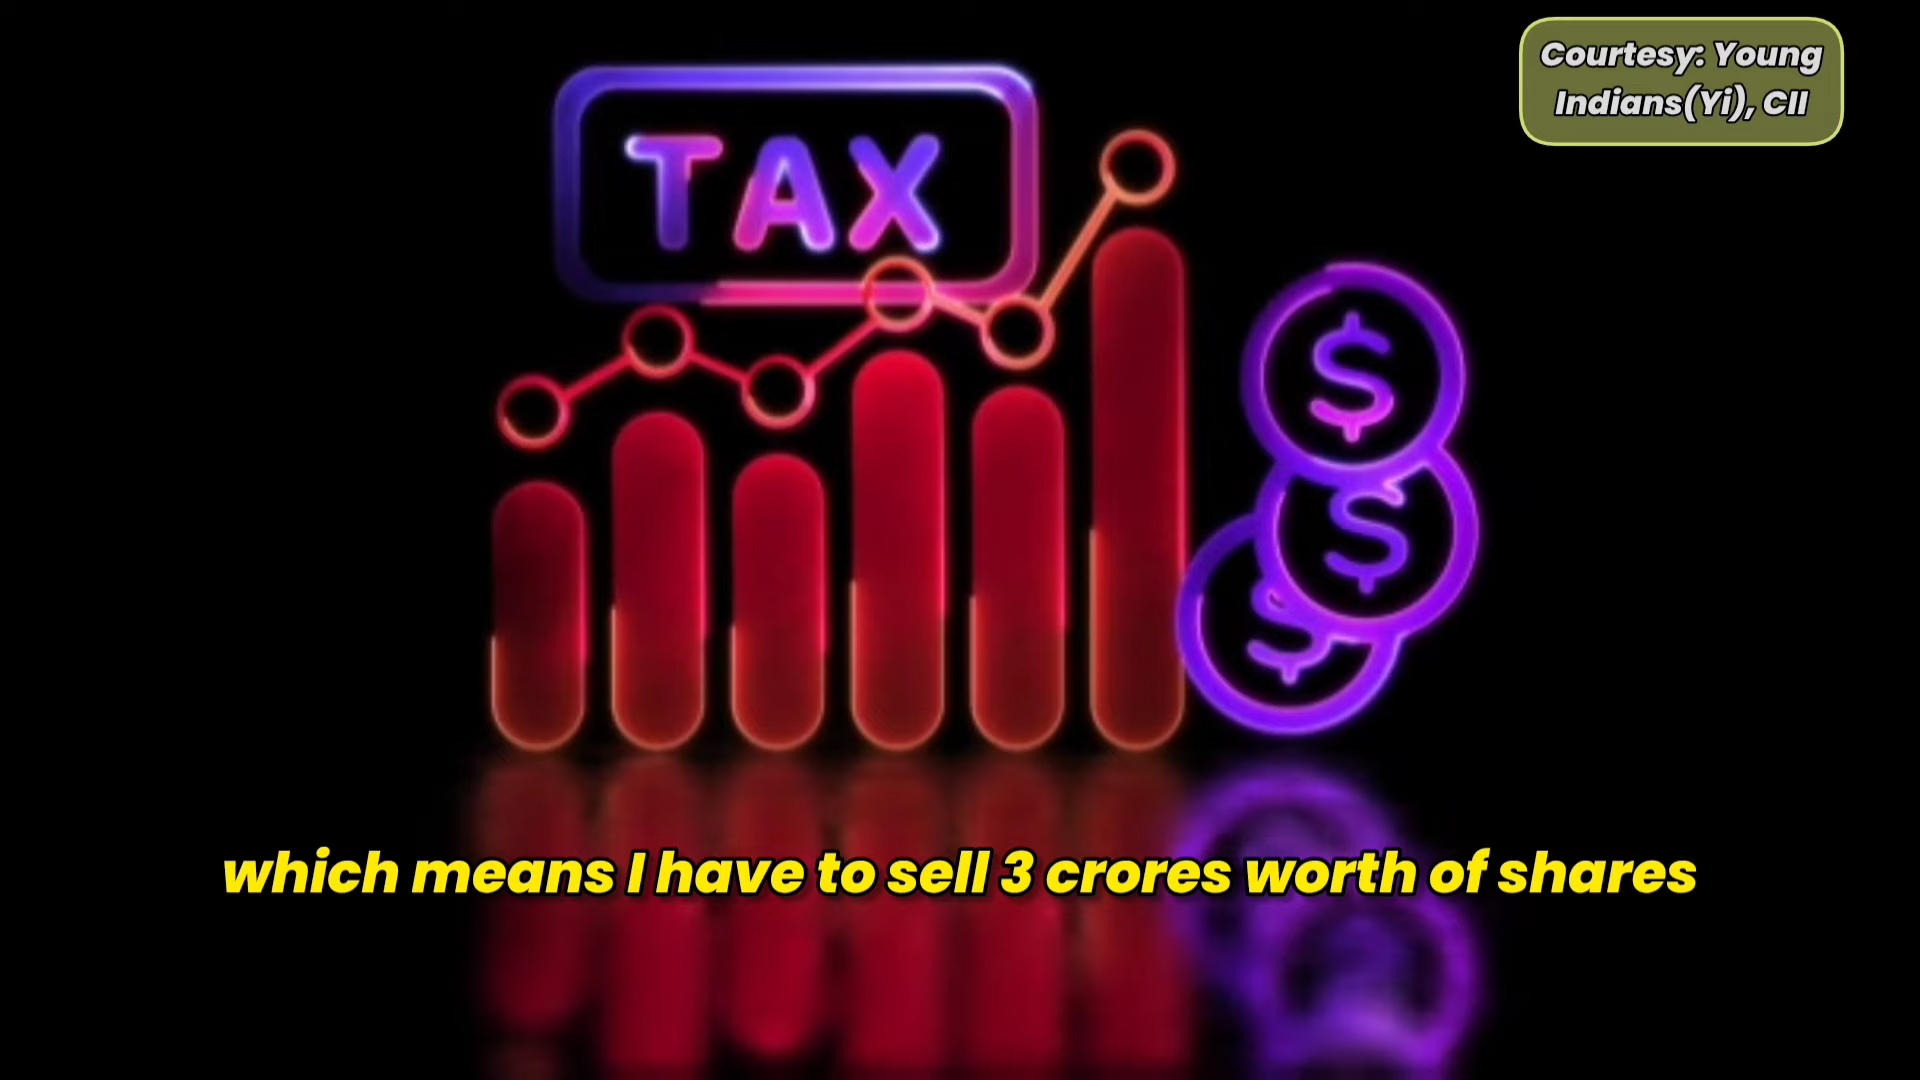 Courtesy: Young
Indians(Yi), CII
TAX
$
$
$
which means I have to sell 3 crores worth of shares